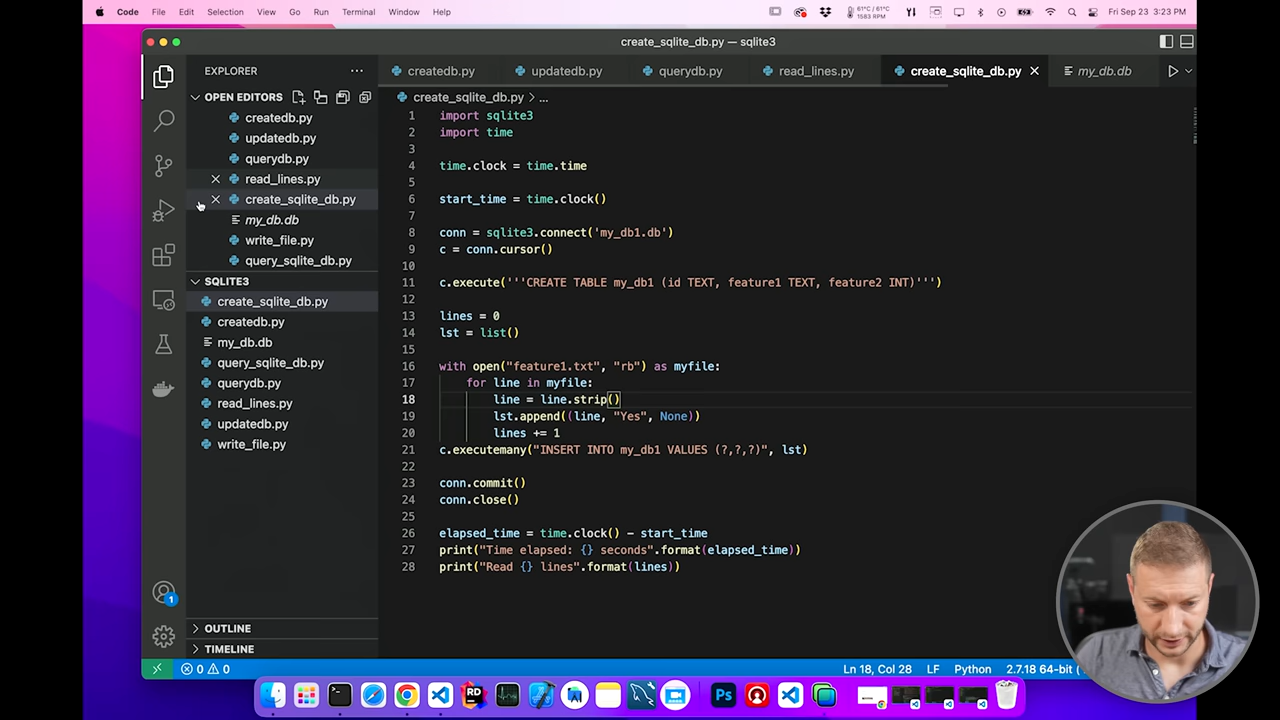 Code File Edit Selection View Go Run Terminal Window Help 61°C / 61°C 1583 RPM Fri Sep 23 3:23 PM
create_sqlite_db.py — sqlite3
EXPLORER
createdb.py updatedb.py querydb.py read_lines.py create_sqlite_db.py my_db.db
OPEN EDITORS
createdb.py
updatedb.py
querydb.py
read_lines.py
create_sqlite_db.py
my_db.db
write_file.py
query_sqlite_db.py
SQLITE3
create_sqlite_db.py
createdb.py
my_db.db
query_sqlite_db.py
querydb.py
read_lines.py
updatedb.py
write_file.py
OUTLINE
TIMELINE
create_sqlite_db.py > ...
1 import sqlite3
2 import time
3
4 time.clock = time.time
5
6 start_time = time.clock()
7
8 conn = sqlite3.connect('my_db1.db')
9 c = conn.cursor()
10
11 c.execute('''CREATE TABLE my_db1 (id TEXT, feature1 TEXT, feature2 INT)''')
12
13 lines = 0
14 lst = list()
15
16 with open("feature1.txt", "rb") as myfile:
17 for line in myfile:
18 line = line.strip()
19 lst.append((line, "Yes", None))
20 lines += 1
21 c.executemany("INSERT INTO my_db1 VALUES (?,?,?)", lst)
22
23 conn.commit()
24 conn.close()
25
26 elapsed_time = time.clock() - start_time
27 print("Time elapsed: {} seconds".format(elapsed_time))
28 print("Read {} lines".format(lines))
1
0 0 Ln 18, Col 28 LF Python 2.7.18 64-bit (
RD Ps